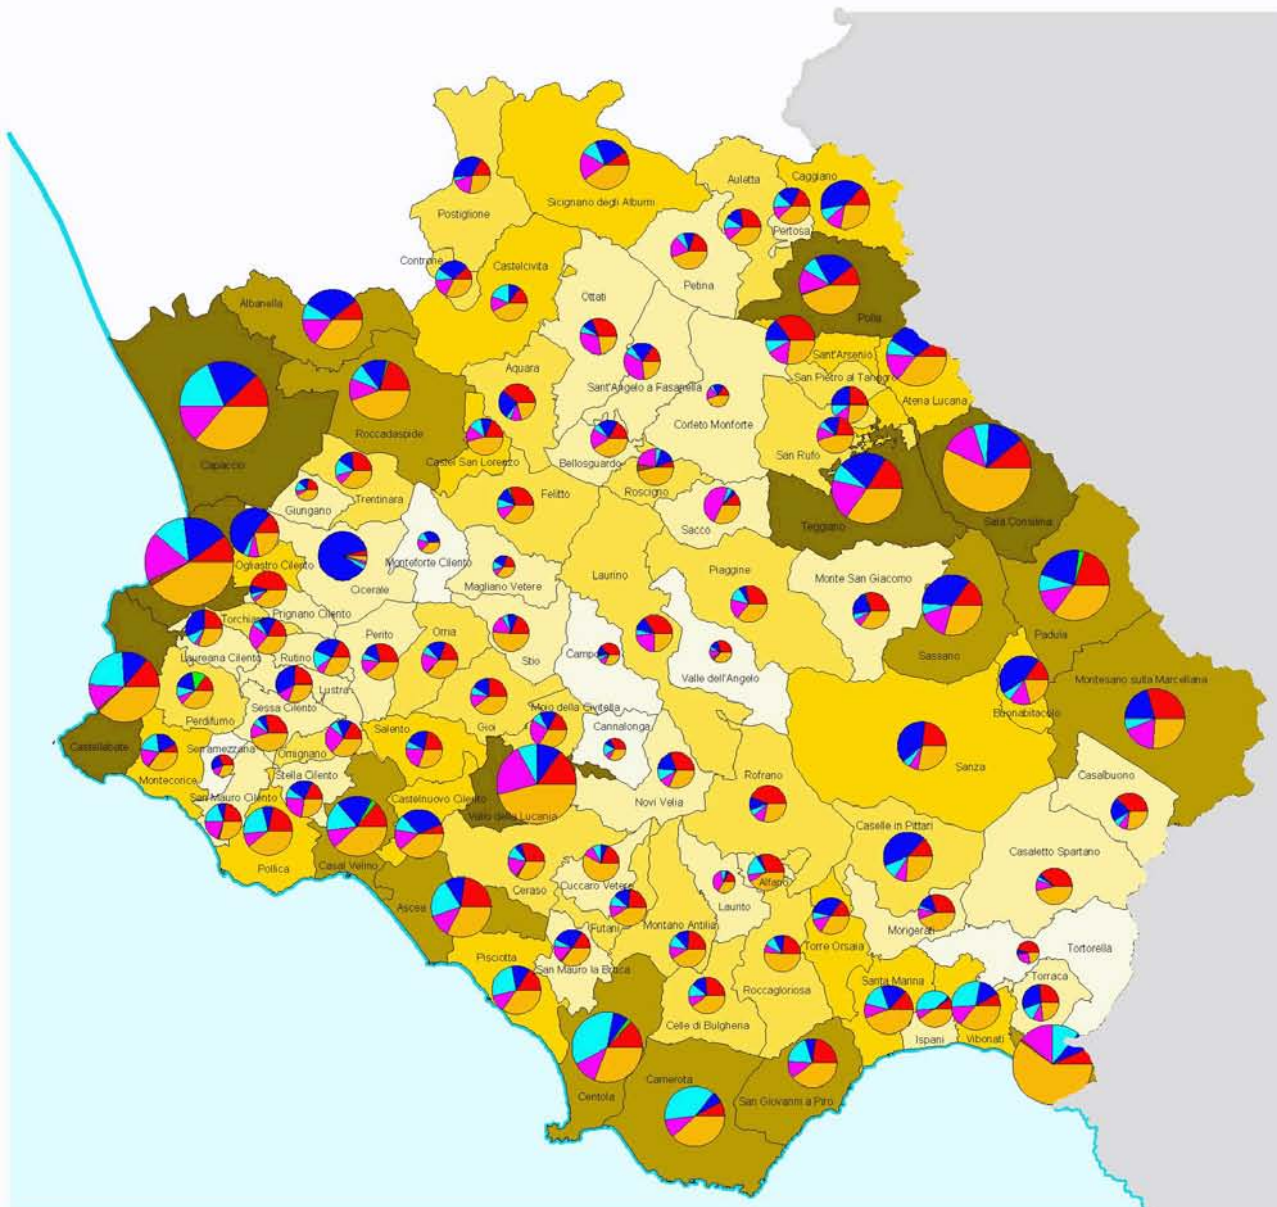 Caggiano
Auletta
Sicignano degli Alburni
Postiglione
Pertosa
Controne
Castelcivita
Petina
Ottati
Albanella
Polla
Sant'Arsenio
Aquara
San Pietro al Tanagro
Sant'Angelo a Fasanella
Atena Lucana
Corleto Monforte
Roccadaspide
Capaccio
Castel San Lorenzo
Bellosguardo
San Rufo
Roscigno
Felitto
Trentinara
Giungano
Sacco
Teggiano
Sala Consilina
Ogliastro Cilento
Cicerale
Monteforte Cilento
Magliano Vetere
Laurino
Piaggine
Monte San Giacomo
Prignano Cilento
Torchiara
Padula
Perito
Orria
Laureana Cilento
Rutino
Stio
Campo
Sassano
Valle dell'Angelo
Montesano sulla Marcellana
Lustra
Sessa Cilento
Perdifumo
Moio della Civitella
Buonabitacolo
Gioi
Salento
Cannalonga
Castellabate
Serramezzana
Omignano
Sanza
Montecorice
Stella Cilento
Rofrano
Casalbuono
San Mauro Cilento
Castelnuovo Cilento
Novi Velia
Vallo della Lucania
Caselle in Pittari
Casaletto Spartano
Pollica
Casal Velino
Ceraso
Cuccaro Vetere
Alfano
Laurito
Ascea
Futani
Montano Antilia
Morigerati
Torre Orsaia
Tortorella
Pisciotta
San Mauro la Bruca
Torraca
Santa Marina
Roccagloriosa
Celle di Bulgheria
Ispani
Vibonati
Camerota
Centola
San Giovanni a Piro